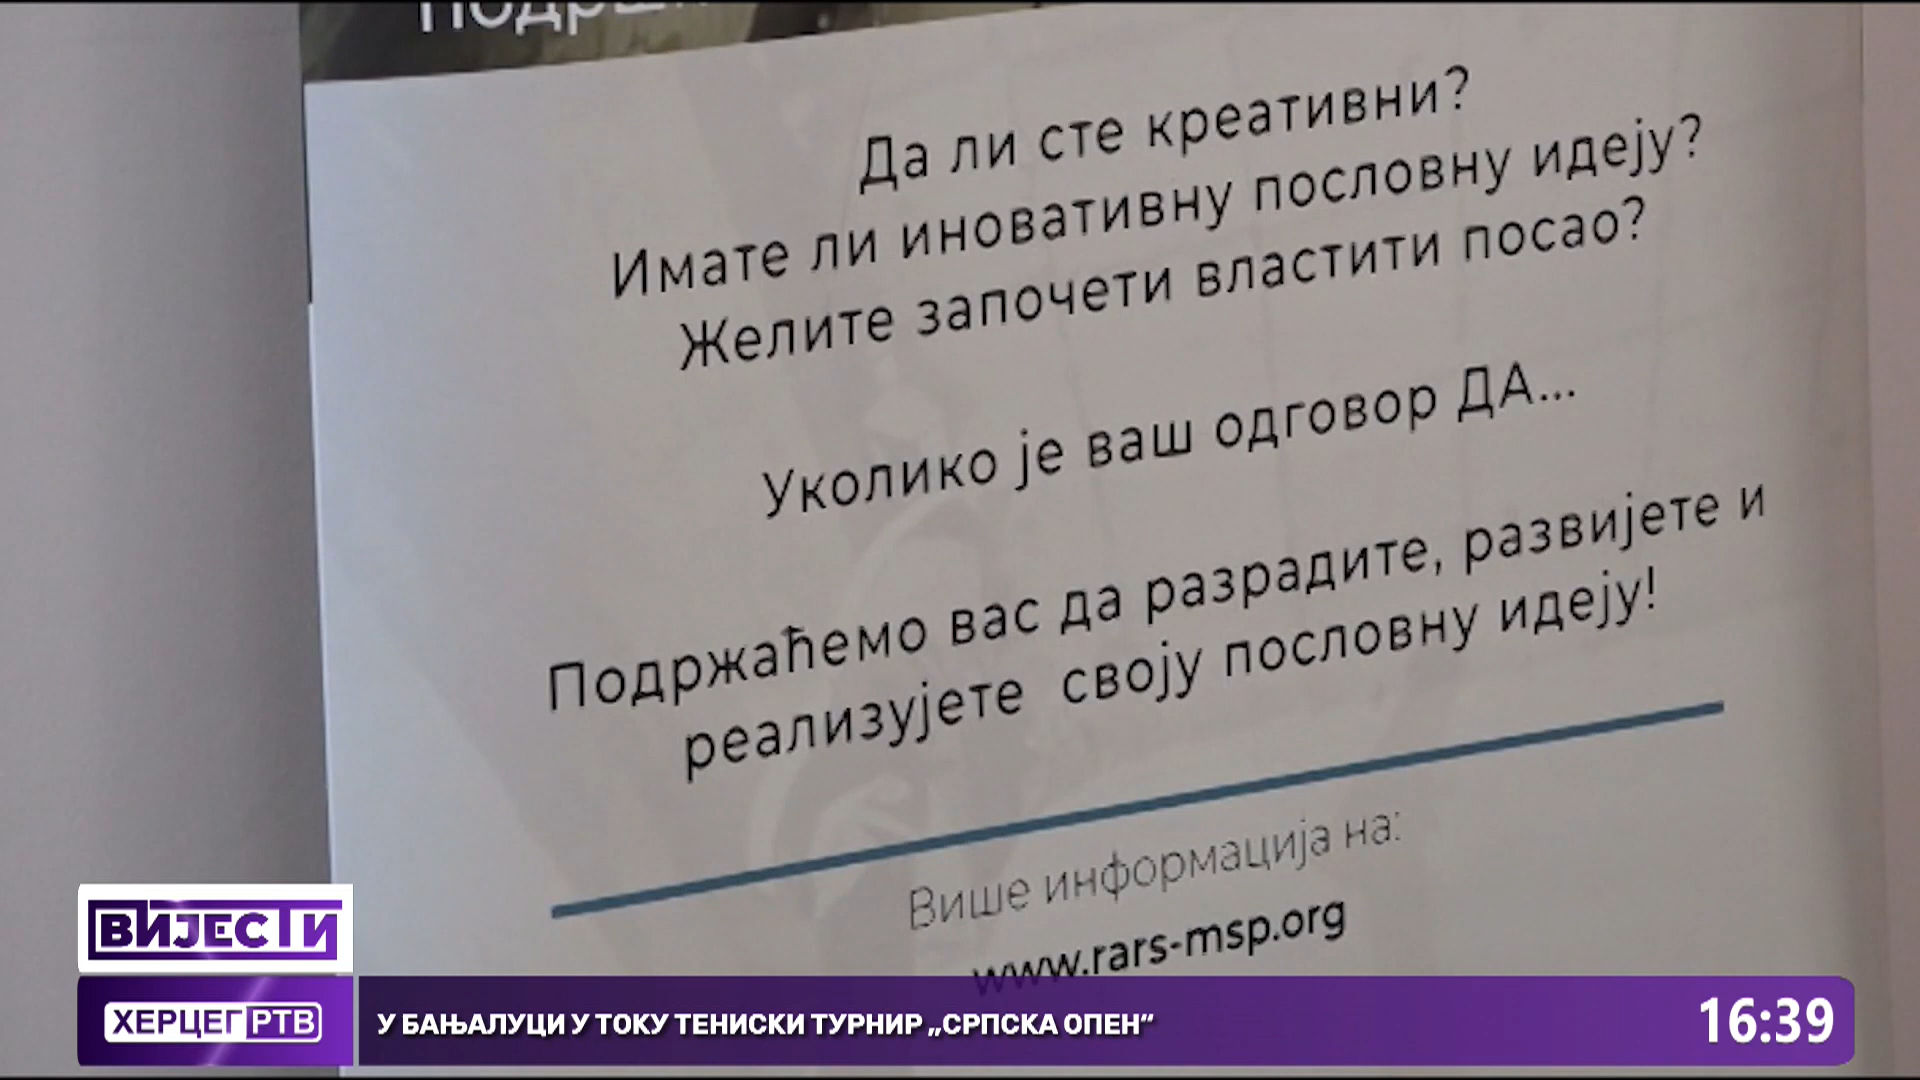 Да ли сте креативни?
Имате ли иновативну пословну идеју?
Желите започети властити посао?
Уколико је ваш одговор ДА...
Подржаћемо вас да разрадите, развијете и
реализујете својy пословну идеју!
Више информација на:
www.rars-msp.org
ВИЈЕСТИ
ХЕРЦЕГ РТВ
У БАЊАЛУЦИ У ТОКУ ТЕНИСКИ ТУРНИР „СРПСКА ОПЕН“
16:39